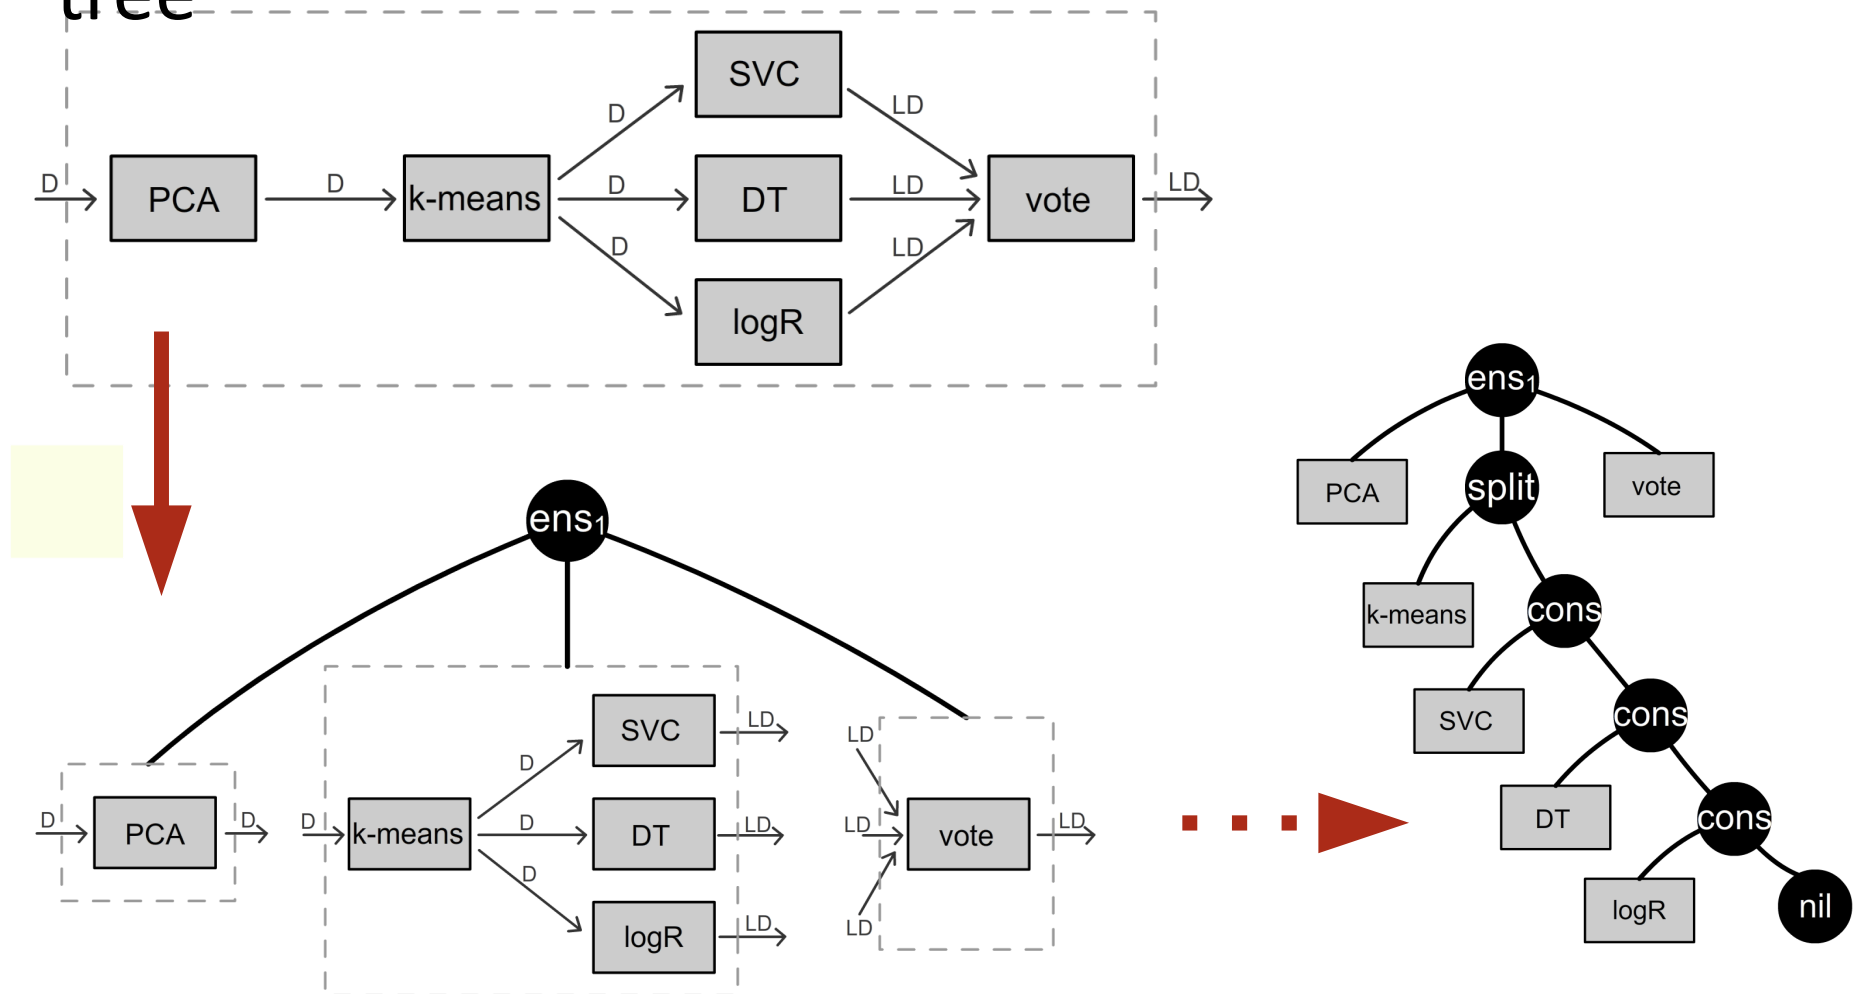 tree
SVC
D
LD
D
PCA
D
k-means
D
DT
LD
vote
LD
D
LD
logR
ens₁
PCA
split
vote
k-means
cons
SVC
cons
DT
cons
logR
nil
ens₁
SVC
LD
D
D
PCA
D
D
k-means
D
DT
LD
D
logR
LD
LD
LD
vote
LD
LD